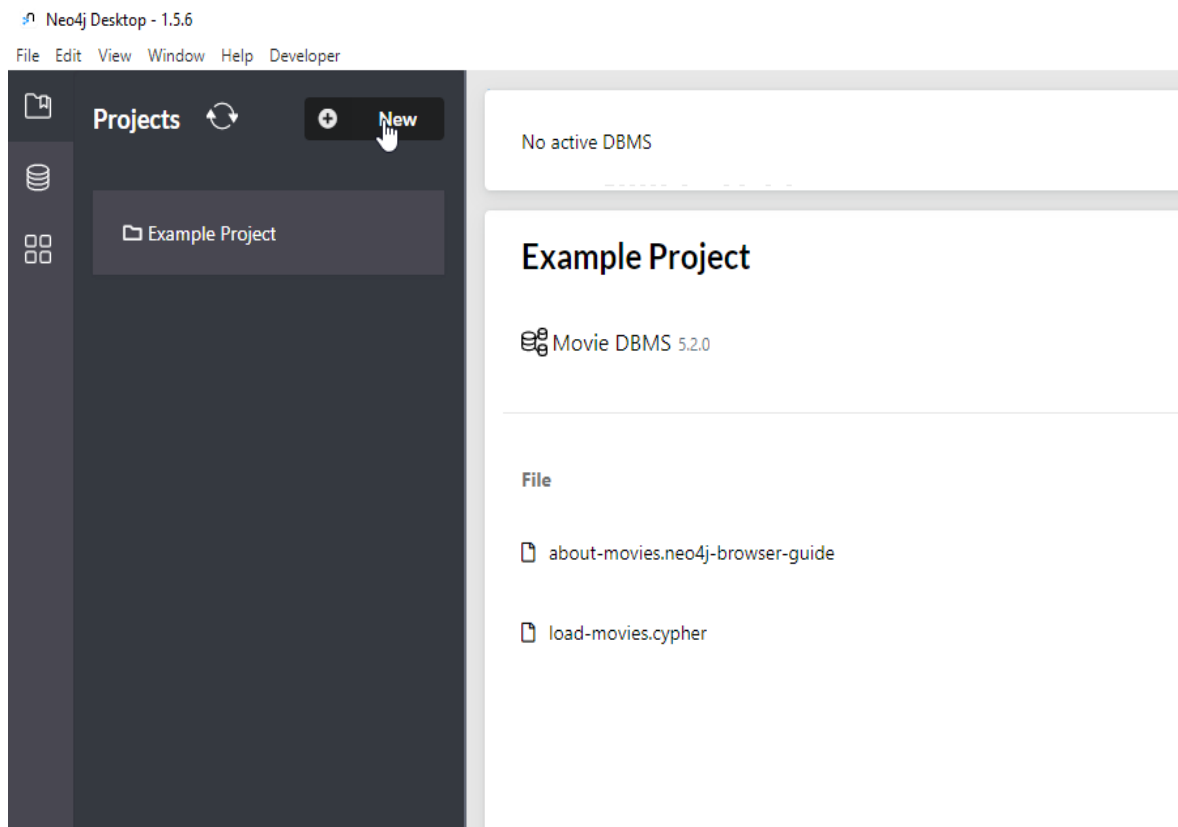 Neo4j Desktop - 1.5.6
File Edit View Window Help Developer
Projects
New
No active DBMS
Example Project
Example Project
Movie DBMS 5.2.0
File
about-movies.neo4j-browser-guide
load-movies.cypher